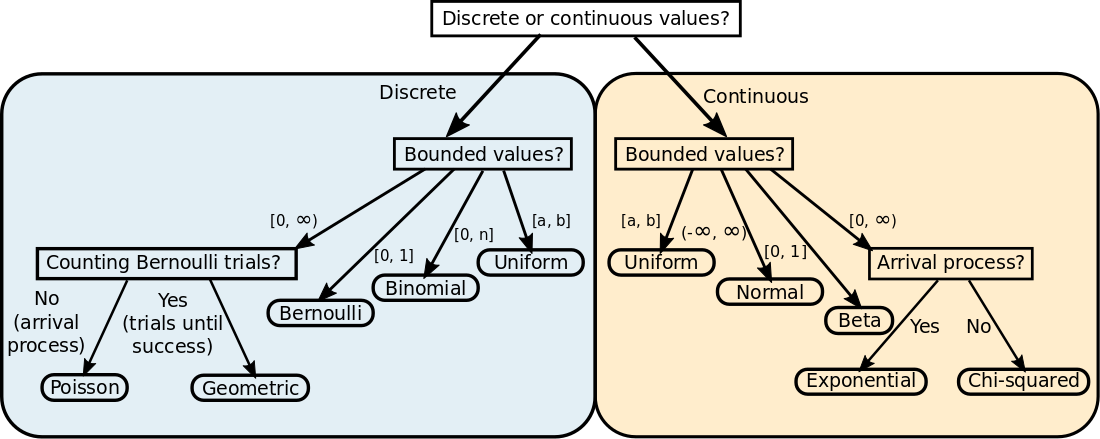 Discrete or continuous values?
Discrete
Continuous
Bounded values?
Bounded values?
[0, ∞)
[0, 1]
[0, n]
[a, b]
[a, b]
(-∞, ∞)
[0, 1]
[0, ∞)
Counting Bernoulli trials?
Bernoulli
Binomial
Uniform
Uniform
Normal
Beta
Arrival process?
No
(arrival
process)
Yes
(trials until
success)
Yes
No
Poisson
Geometric
Exponential
Chi-squared